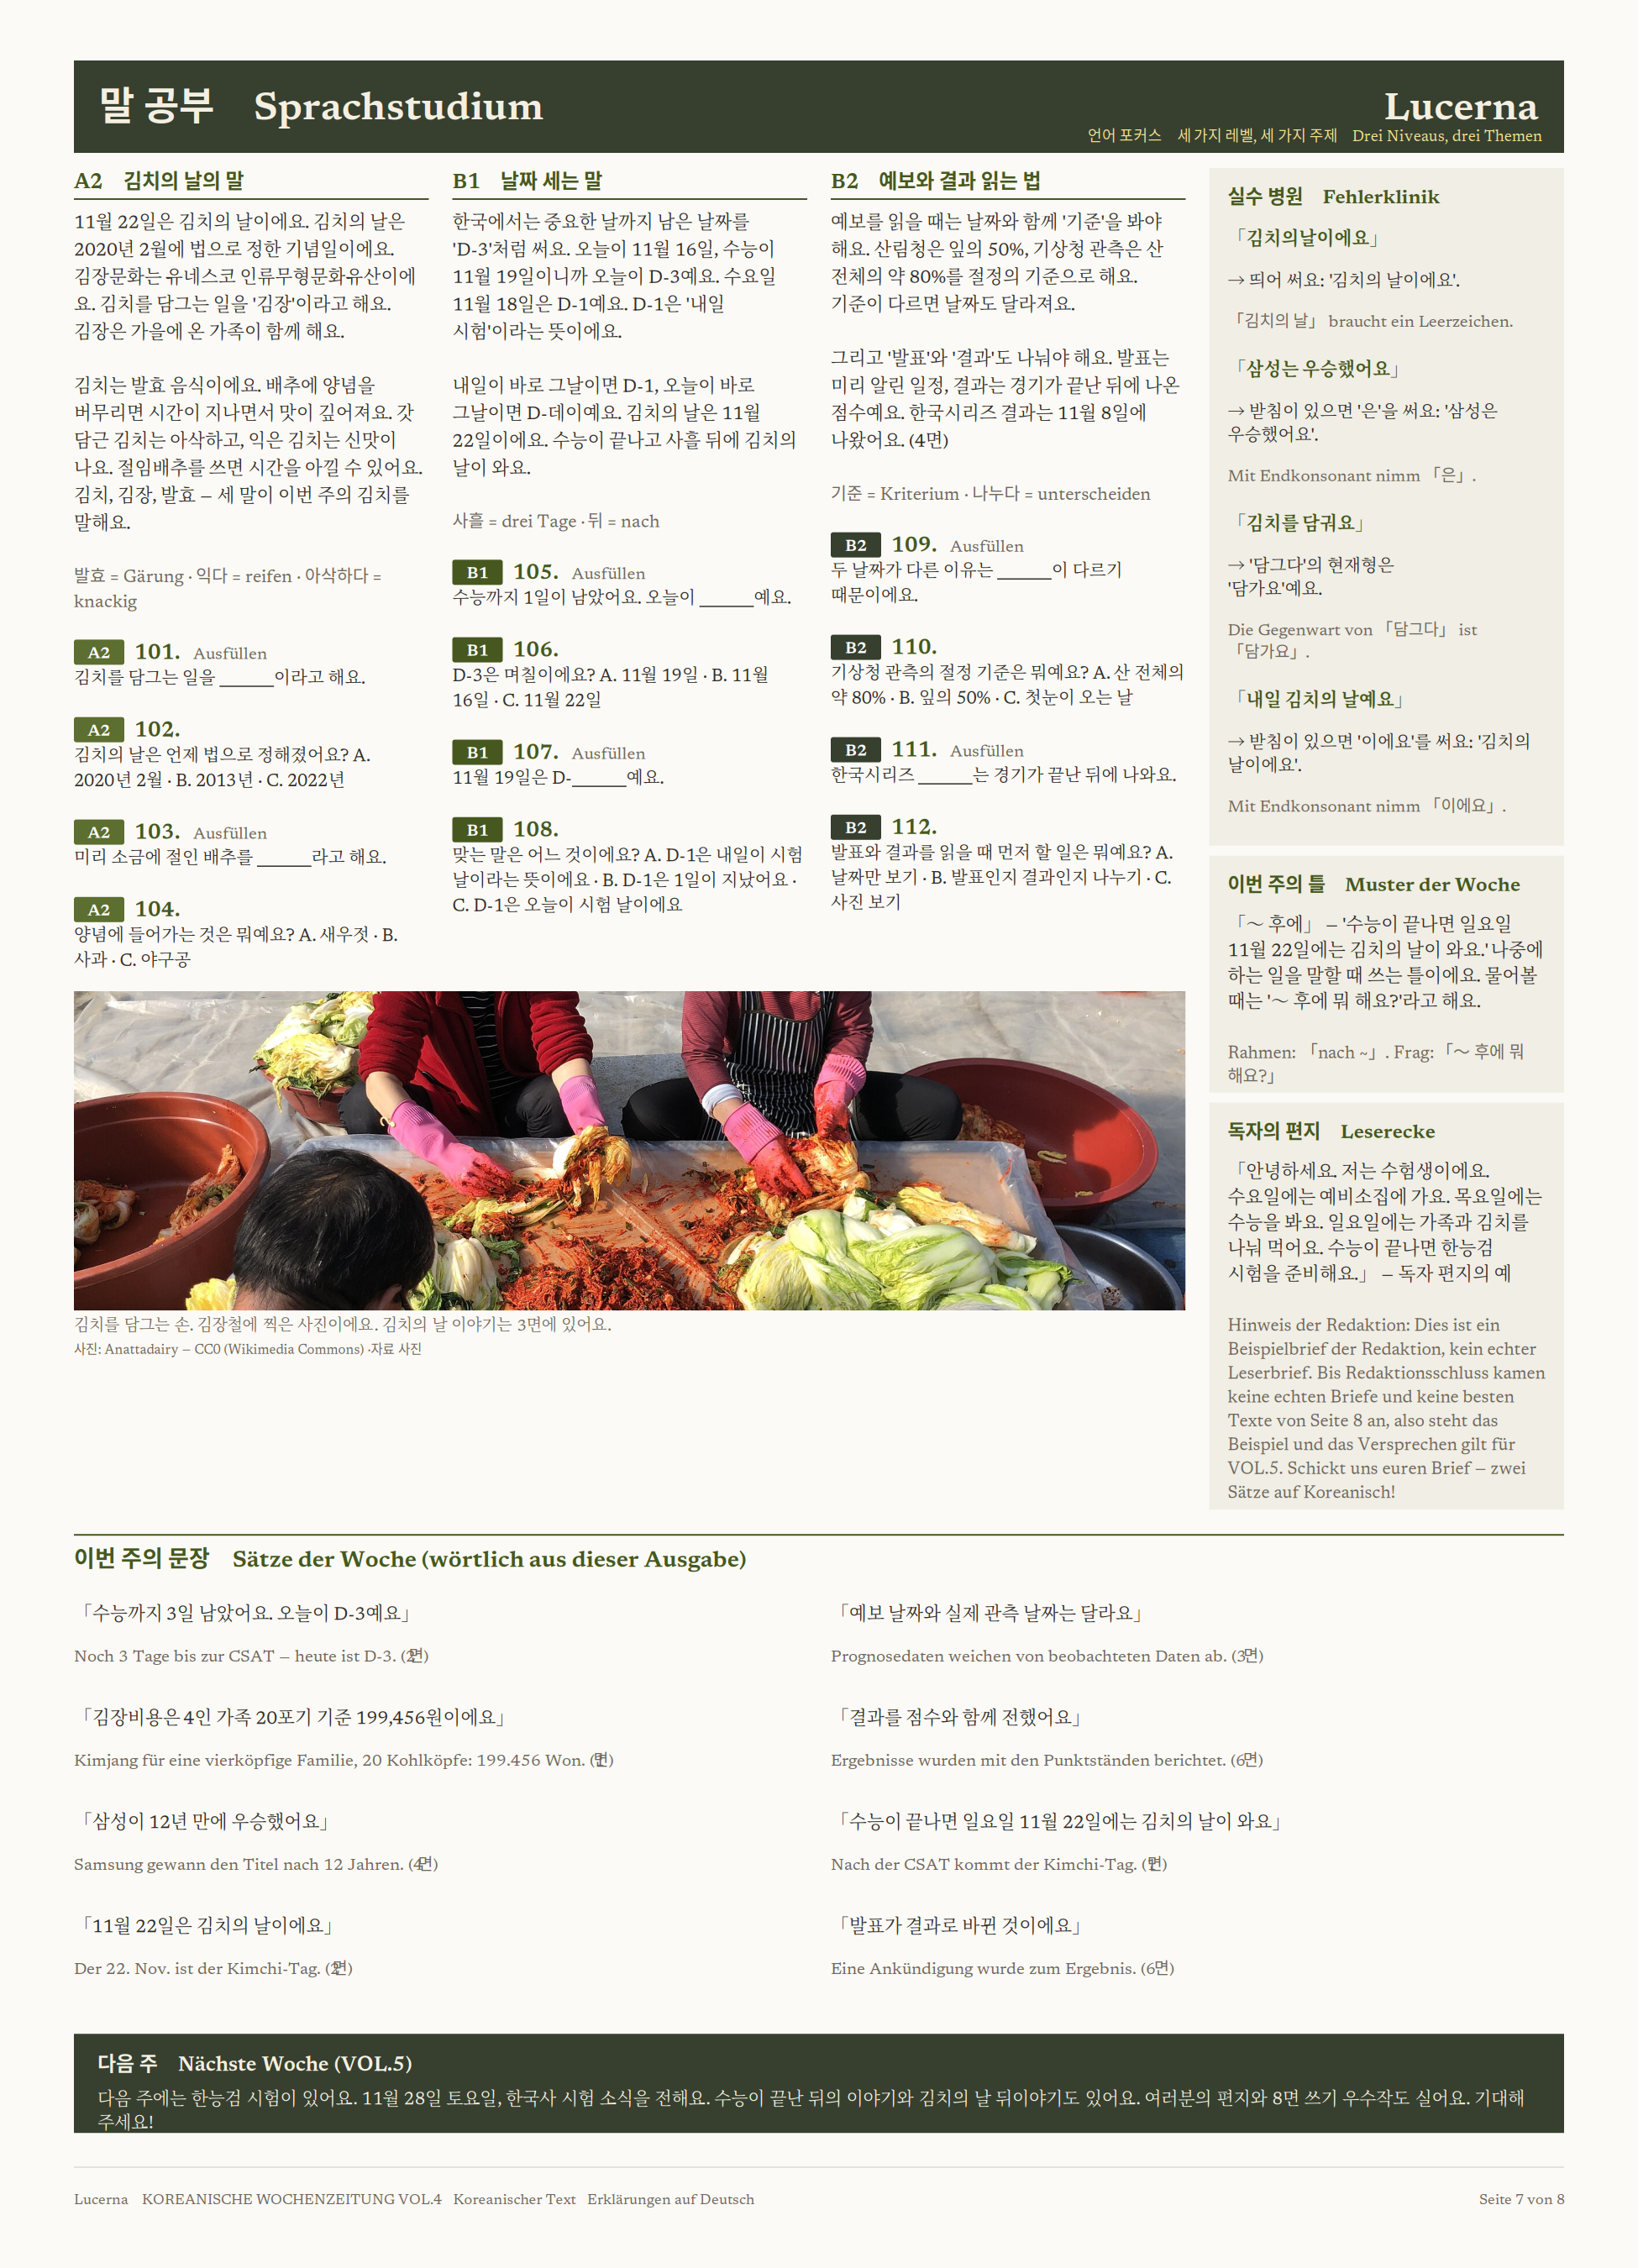 말 공부 Sprachstudium
Lucerna
언어 포커스 세 가지 레벨, 세 가지 주제 Drei Niveaus, drei Themen
A2 김치의 날의 말
11월 22일은 김치의 날이에요. 김치의 날은
2020년 2월에 법으로 정한 기념일이에요.
김장문화는 유네스코 인류무형문화유산이에
요. 김치를 담그는 일을 '김장'이라고 해요.
김장은 가을에 온 가족이 함께 해요.
김치는 발효 음식이에요. 배추에 양념을
버무리면 시간이 지나면서 맛이 깊어져요. 갓
담근 김치는 아삭하고, 익은 김치는 신맛이
나요. 절임배추를 쓰면 시간을 아낄 수 있어요.
김치, 김장, 발효 – 세 말이 이번 주의 김치를
말해요.
발효 = Gärung · 익다 = reifen · 아삭하다 =
knackig
A2 101. Ausfüllen
김치를 담그는 일을 ______이라고 해요.
A2 102.
김치의 날은 언제 법으로 정해졌어요? A.
2020년 2월 · B. 2013년 · C. 2022년
A2 103. Ausfüllen
미리 소금에 절인 배추를 ______라고 해요.
A2 104.
양념에 들어가는 것은 뭐예요? A. 새우젓 · B.
사과 · C. 야구공
B1 날짜 세는 말
한국에서는 중요한 날까지 남은 날짜를
'D-3'처럼 써요. 오늘이 11월 16일, 수능이
11월 19일이니까 오늘이 D-3예요. 수요일
11월 18일은 D-1예요. D-1은 '내일
시험'이라는 뜻이에요.
내일이 바로 그날이면 D-1, 오늘이 바로
그날이면 D-데이예요. 김치의 날은 11월
22일이에요. 수능이 끝나고 사흘 뒤에 김치의
날이 와요.
사흘 = drei Tage · 뒤 = nach
B1 105. Ausfüllen
수능까지 1일이 남았어요. 오늘이 ______예요.
B1 106.
D-3은 며칠이에요? A. 11월 19일 · B. 11월
16일 · C. 11월 22일
B1 107. Ausfüllen
11월 19일은 D-______예요.
B1 108.
맞는 말은 어느 것이에요? A. D-1은 내일이 시험
날이라는 뜻이에요 · B. D-1은 1일이 지났어요 ·
C. D-1은 오늘이 시험 날이에요
B2 예보와 결과 읽는 법
예보를 읽을 때는 날짜와 함께 '기준'을 봐야
해요. 산림청은 잎의 50%, 기상청 관측은 산
전체의 약 80%를 절정의 기준으로 해요.
기준이 다르면 날짜도 달라져요.
그리고 '발표'와 '결과'도 나눠야 해요. 발표는
미리 알린 일정, 결과는 경기가 끝난 뒤에 나온
점수예요. 한국시리즈 결과는 11월 8일에
나왔어요. (4면)
기준 = Kriterium · 나누다 = unterscheiden
B2 109. Ausfüllen
두 날짜가 다른 이유는 ______이 다르기
때문이에요.
B2 110.
기상청 관측의 절정 기준은 뭐예요? A. 산 전체의
약 80% · B. 잎의 50% · C. 첫눈이 오는 날
B2 111. Ausfüllen
한국시리즈 ______는 경기가 끝난 뒤에 나와요.
B2 112.
발표와 결과를 읽을 때 먼저 할 일은 뭐예요? A.
날짜만 보기 · B. 발표인지 결과인지 나누기 · C.
사진 보기
김치를 담그는 손. 김장철에 찍은 사진이에요. 김치의 날 이야기는 3면에 있어요.
사진: Anattadairy – CC0 (Wikimedia Commons) ·자료 사진
실수 병원 Fehlerklinik
「김치의날이에요」
→ 띄어 써요: '김치의 날이에요'.
「김치의 날」 braucht ein Leerzeichen.
「삼성는 우승했어요」
→ 받침이 있으면 '은'을 써요: '삼성은
우승했어요'.
Mit Endkonsonant nimm 「은」.
「김치를 담궈요」
→ '담그다'의 현재형은
'담가요'예요.
Die Gegenwart von 「담그다」 ist
「담가요」.
「내일 김치의 날예요」
→ 받침이 있으면 '이에요'를 써요: '김치의
날이에요'.
Mit Endkonsonant nimm 「이에요」.
이번 주의 틀 Muster der Woche
「～ 후에」 – '수능이 끝나면 일요일
11월 22일에는 김치의 날이 와요.' 나중에
하는 일을 말할 때 쓰는 틀이에요. 물어볼
때는 '～ 후에 뭐 해요?'라고 해요.
Rahmen: 「nach ~」. Frag: 「～ 후에 뭐
해요?」
독자의 편지 Leserecke
「안녕하세요. 저는 수험생이에요.
수요일에는 예비소집에 가요. 목요일에는
수능을 봐요. 일요일에는 가족과 김치를
나눠 먹어요. 수능이 끝나면 한능검
시험을 준비해요.」 – 독자 편지의 예
Hinweis der Redaktion: Dies ist ein
Beispielbrief der Redaktion, kein echter
Leserbrief. Bis Redaktionsschluss kamen
keine echten Briefe und keine besten
Texte von Seite 8 an, also steht das
Beispiel und das Versprechen gilt für
VOL.5. Schickt uns euren Brief – zwei
Sätze auf Koreanisch!
이번 주의 문장 Sätze der Woche (wörtlich aus dieser Ausgabe)
「수능까지 3일 남았어요. 오늘이 D-3예요」
Noch 3 Tage bis zur CSAT – heute ist D-3. (2면)
「김장비용은 4인 가족 20포기 기준 199,456원이에요」
Kimjang für eine vierköpfige Familie, 20 Kohlköpfe: 199.456 Won. (면)
「삼성이 12년 만에 우승했어요」
Samsung gewann den Titel nach 12 Jahren. (4면)
「11월 22일은 김치의 날이에요」
Der 22. Nov. ist der Kimchi-Tag. (2면)
「예보 날짜와 실제 관측 날짜는 달라요」
Prognosedaten weichen von beobachteten Daten ab. (3면)
「결과를 점수와 함께 전했어요」
Ergebnisse wurden mit den Punktständen berichtet. (6면)
「수능이 끝나면 일요일 11월 22일에는 김치의 날이 와요」
Nach der CSAT kommt der Kimchi-Tag. (면)
「발표가 결과로 바뀐 것이에요」
Eine Ankündigung wurde zum Ergebnis. (6면)
다음 주 Nächste Woche (VOL.5)
다음 주에는 한능검 시험이 있어요. 11월 28일 토요일, 한국사 시험 소식을 전해요. 수능이 끝난 뒤의 이야기와 김치의 날 뒤이야기도 있어요. 여러분의 편지와 8면 쓰기 우수작도 실어요. 기대해
주세요!
Lucerna KOREANISCHE WOCHENZEITUNG VOL.4 Koreanischer Text Erklärungen auf Deutsch
Seite 7 von 8